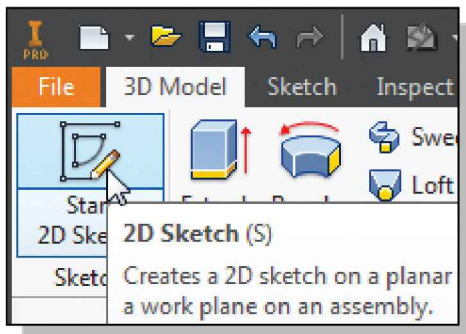 PRO
File 3D Model Sketch Inspect
Swe
Loft
Star
2D Ske
Sketc
2D Sketch (S)
Creates a 2D sketch on a planar
a work plane on an assembly.